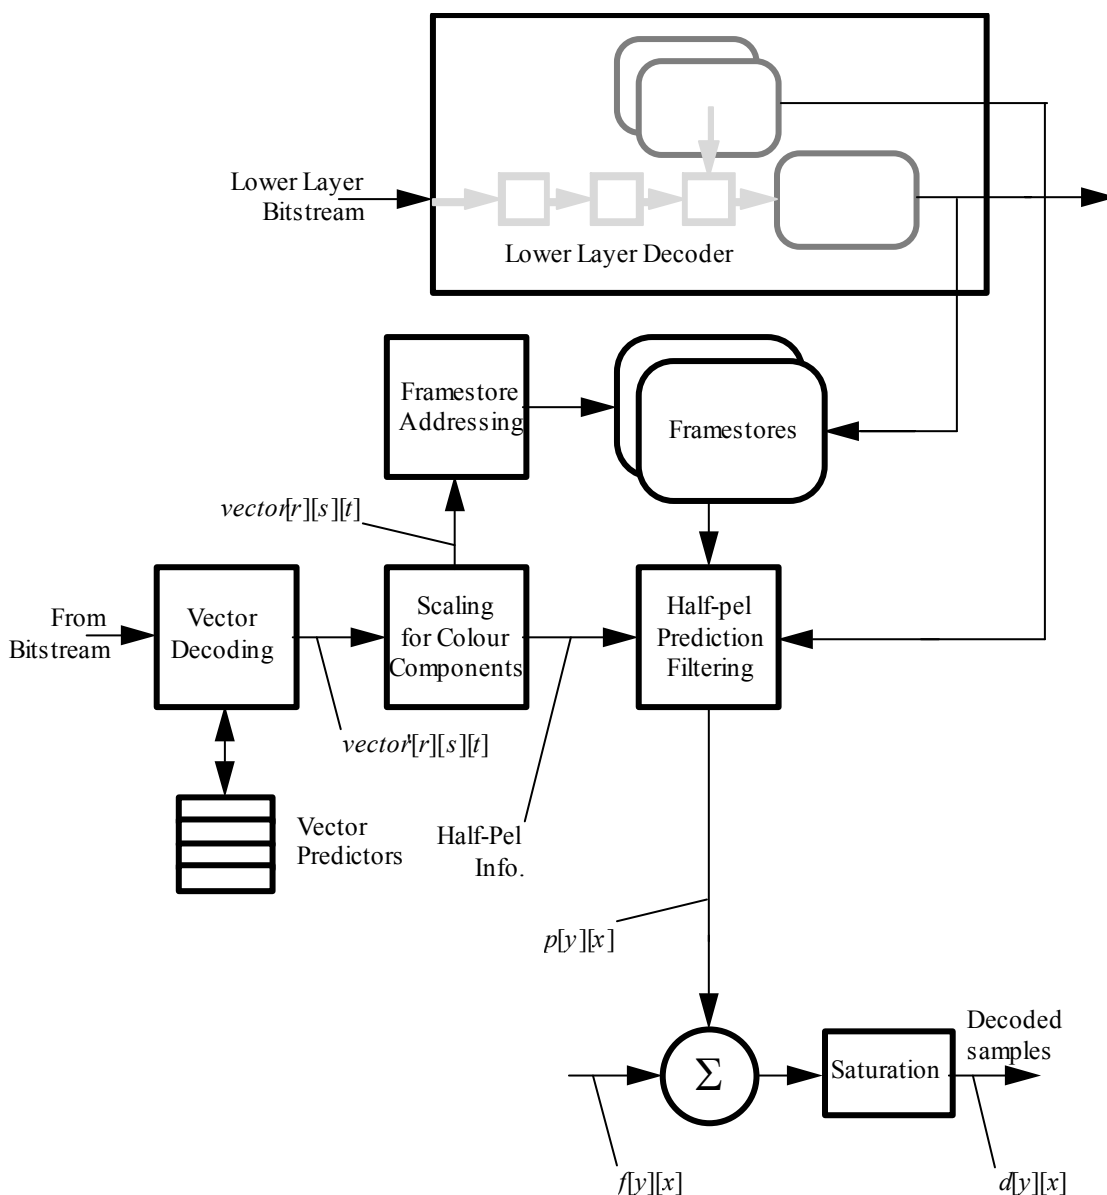 Lower Layer
Bitstream
Lower Layer Decoder
Framestore
Addressing
Framestores
vector[r][s][t]
From
Bitstream
Vector
Decoding
Scaling
for Colour
Components
Half-pel
Prediction
Filtering
vector'[r][s][t]
Vector
Predictors
Half-Pel
Info.
p[y][x]
Σ
Saturation
Decoded
samples
f[y][x]
d[y][x]